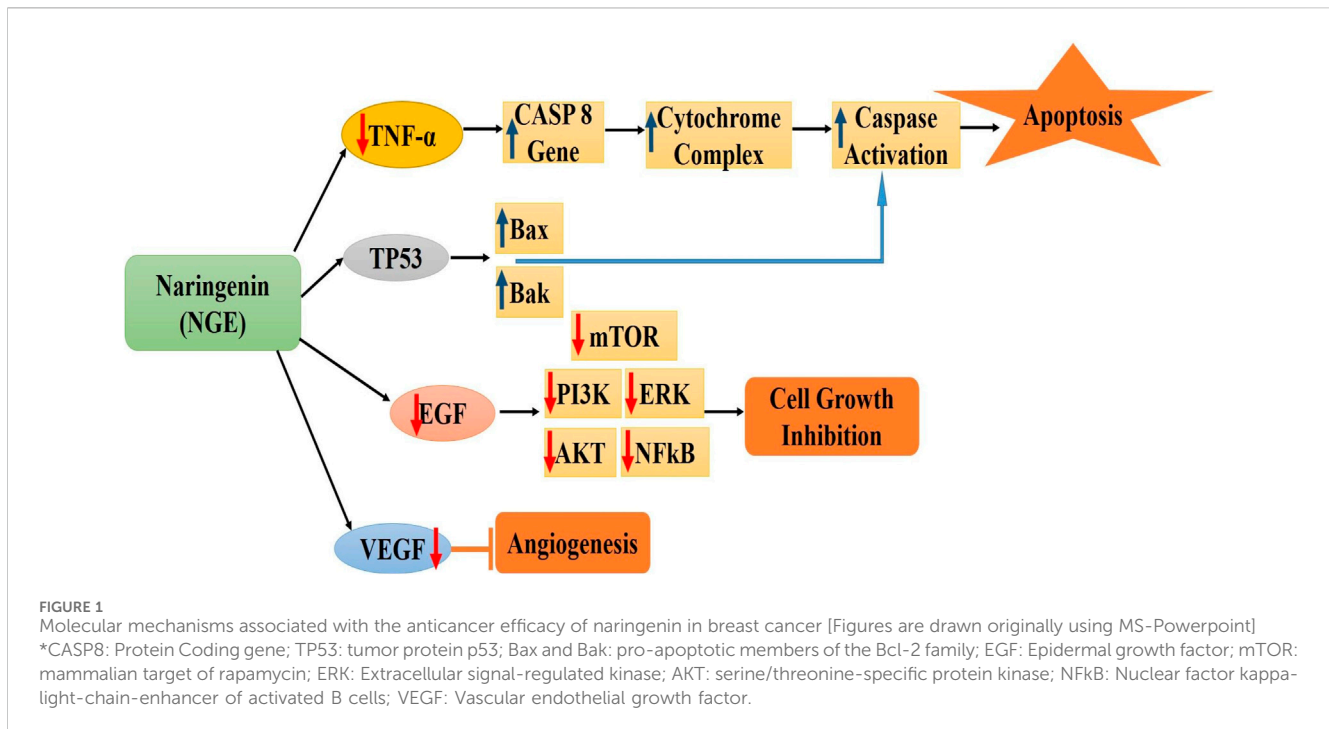 TNF-α
CASP 8
Gene
Cytochrome
Complex
Caspase
Activation
Apoptosis
Naringenin
(NGE)
TP53
Bax
Bak
EGF
mTOR
PI3K
ERK
AKT
NFkB
Cell Growth
Inhibition
VEGF
Angiogenesis
FIGURE 1
Molecular mechanisms associated with the anticancer efficacy of naringenin in breast cancer [Figures are drawn originally using MS-Powerpoint]
*CASP8: Protein Coding gene; TP53: tumor protein p53; Bax and Bak: pro-apoptotic members of the Bcl-2 family; EGF: Epidermal growth factor; mTOR:
mammalian target of rapamycin; ERK: Extracellular signal-regulated kinase; AKT: serine/threonine-specific protein kinase; NFkB: Nuclear factor kappa-
light-chain-enhancer of activated B cells; VEGF: Vascular endothelial growth factor.